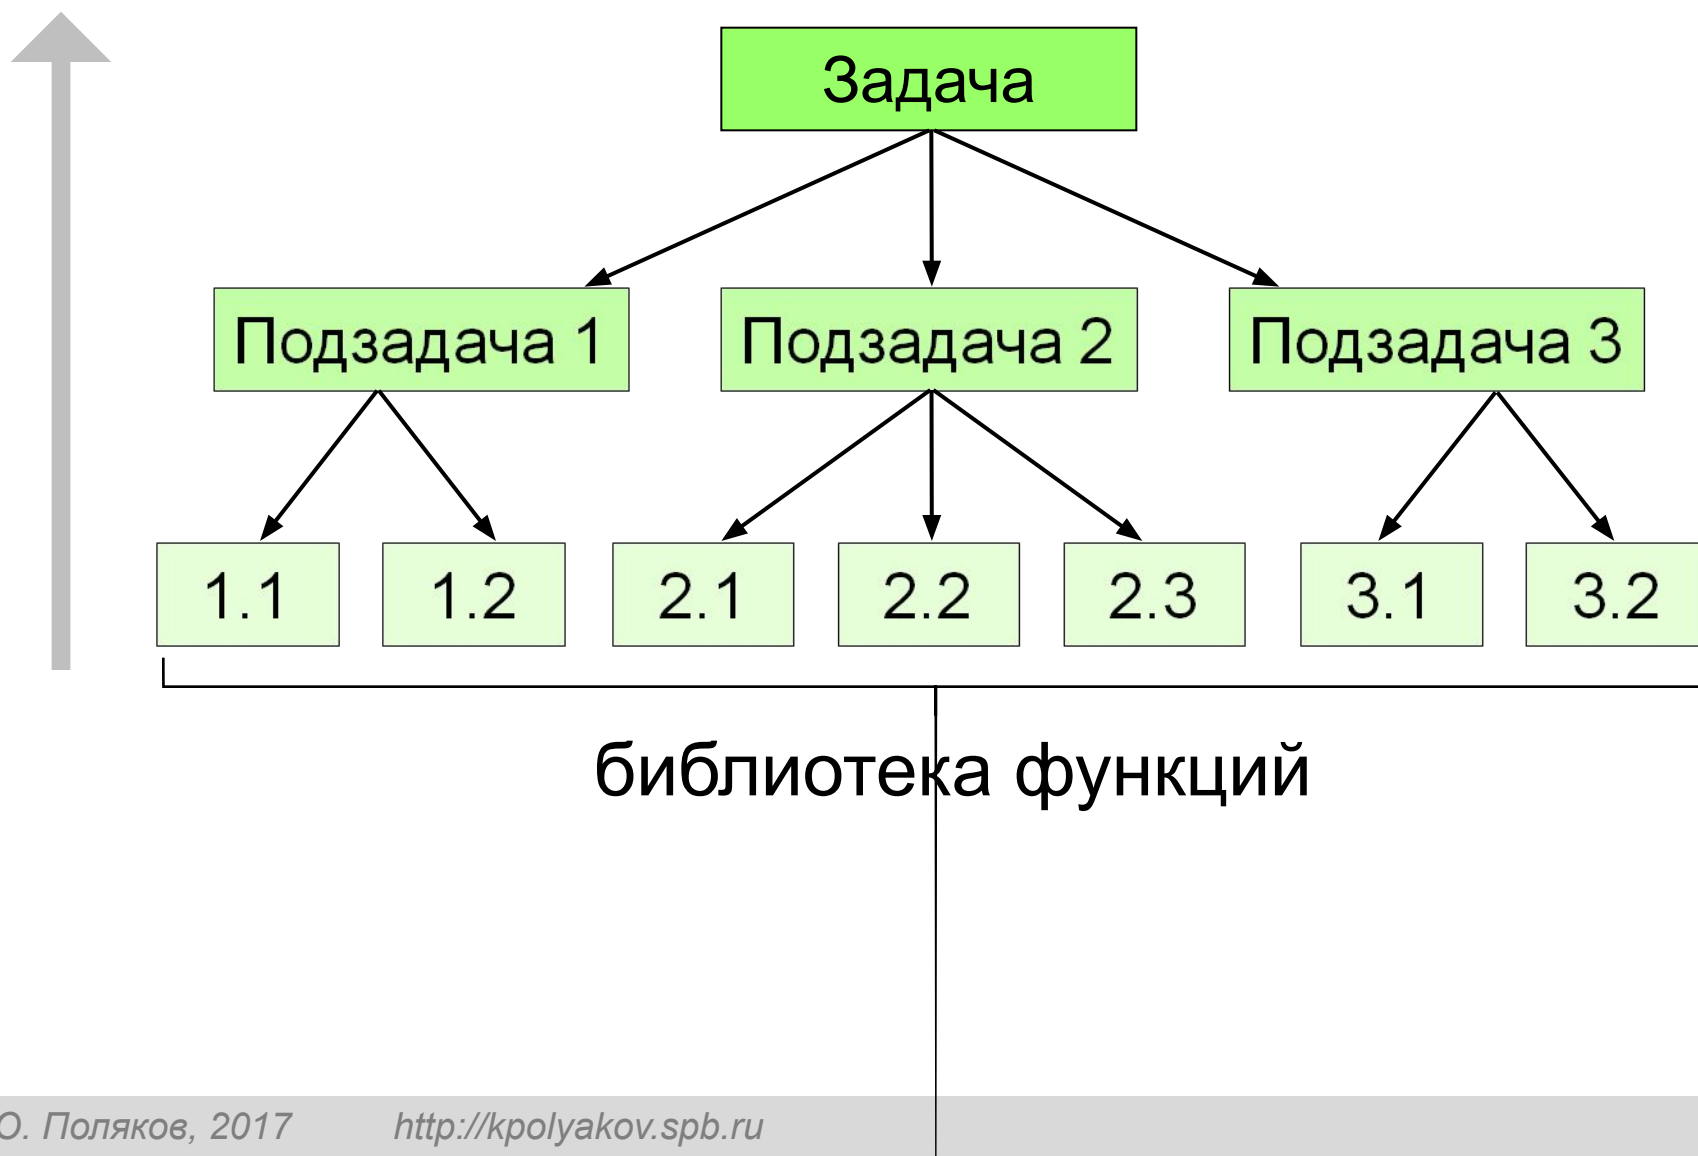 Задача
Подзадача 1 Подзадача 2 Подзадача 3
1.1 1.2 2.1 2.2 2.3 3.1 3.2
библиотека функций
О. Поляков, 2017 http://kpolyakov.spb.ru